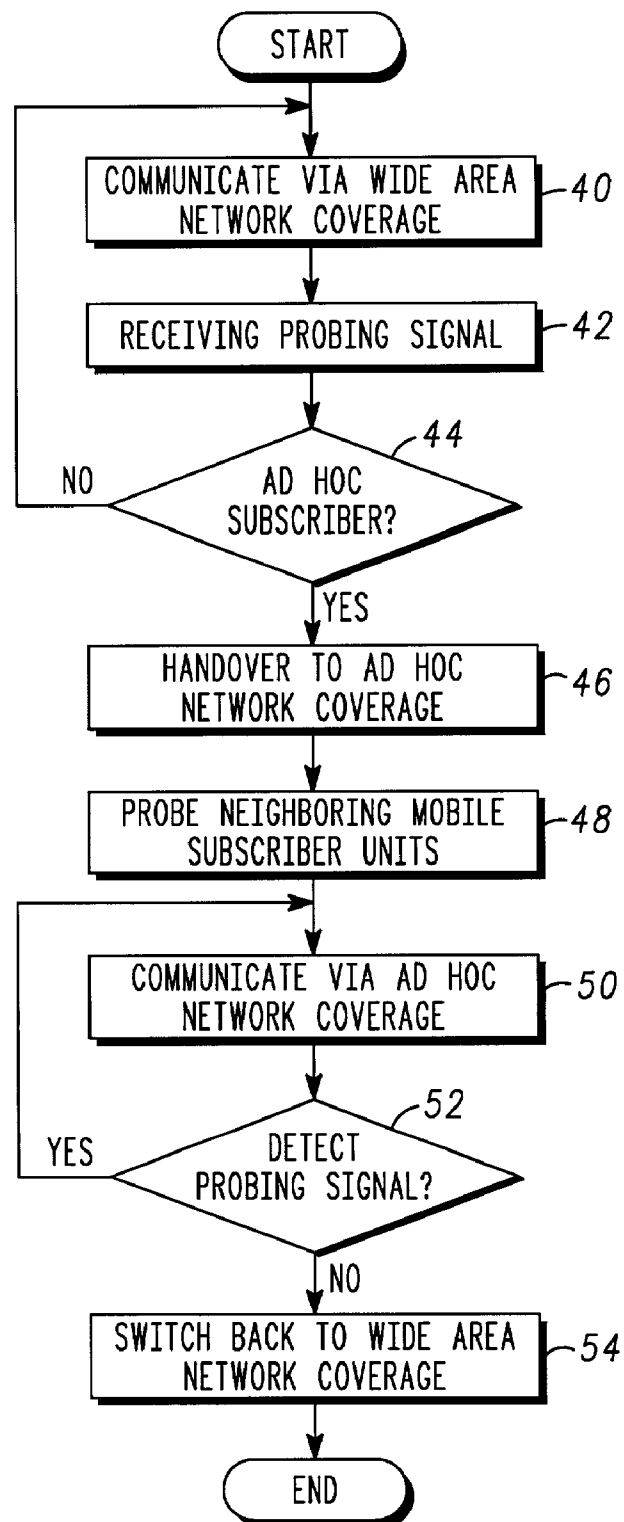 START
COMMUNICATE VIA WIDE AREA
NETWORK COVERAGE
40
RECEIVING PROBING SIGNAL
42
44
NO
AD HOC
SUBSCRIBER?
YES
HANDOVER TO AD HOC
NETWORK COVERAGE
46
PROBE NEIGHBORING MOBILE
SUBSCRIBER UNITS
48
COMMUNICATE VIA AD HOC
NETWORK COVERAGE
50
52
YES
DETECT
PROBING SIGNAL?
NO
SWITCH BACK TO WIDE AREA
NETWORK COVERAGE
54
END